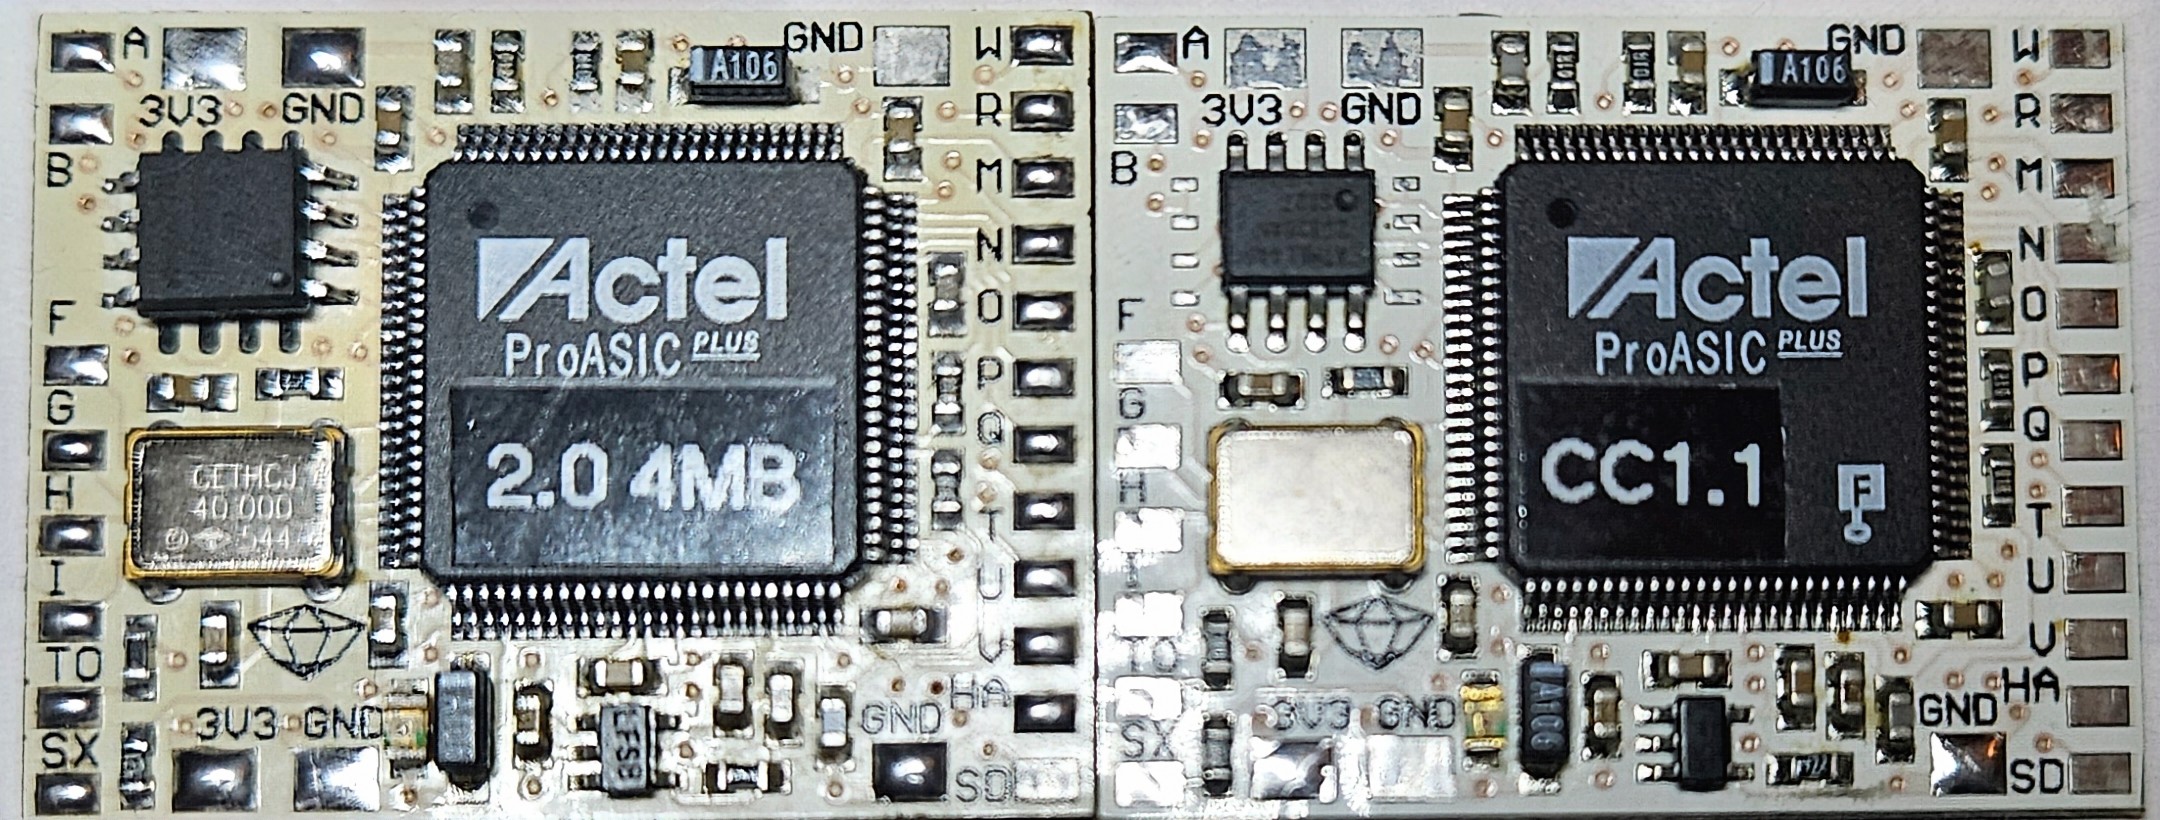 A
3V3
GND
GND
A106
B
W
R
M
N
O
P
Q
T
U
V
HA
SD
Actel
ProASIC PLUS
2.0 4MB
F
G
H
I
TO
SX
CETHCJ
40.000
544
3V3 GND
GND
A
3V3
GND
GND
A106
B
W
R
M
N
O
P
Q
T
U
V
HA
SD
Actel
ProASIC PLUS
CC1.1
F
F
G
H
I
TO
SX
3V3 GND
A106
GND